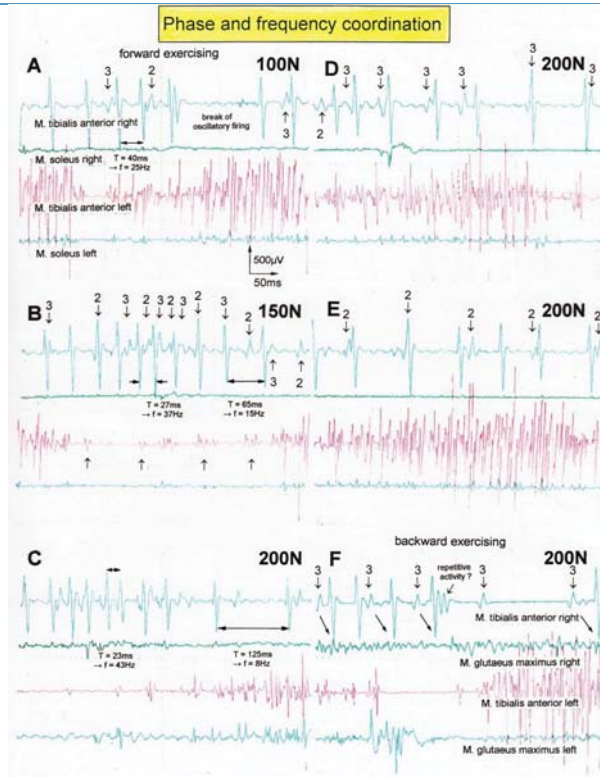 Phase and frequency coordination
forward exercising
A
3
2
100N
M. tibialis anterior right
break of
oscillatory firing
3
M. soleus right
T = 40ms
→ f = 25Hz
M. tibialis anterior left
M. soleus left
500µV
50ms
D
3
3
3
3
3
3
200N
2
B
3
2
3
2
3
2
3
2
3
2
150N
3
2
T = 27ms
→ f = 37Hz
T = 65ms
→ f = 15Hz
E
2
2
2
2
2
200N
C
200N
T = 23ms
→ f = 43Hz
T = 125ms
→ f = 8Hz
backward exercising
F
3
3
3
repetitive
activity ?
3
3
200N
M. tibialis anterior right
M. glutaeus maximus right
M. tibialis anterior left
M. glutaeus maximus left